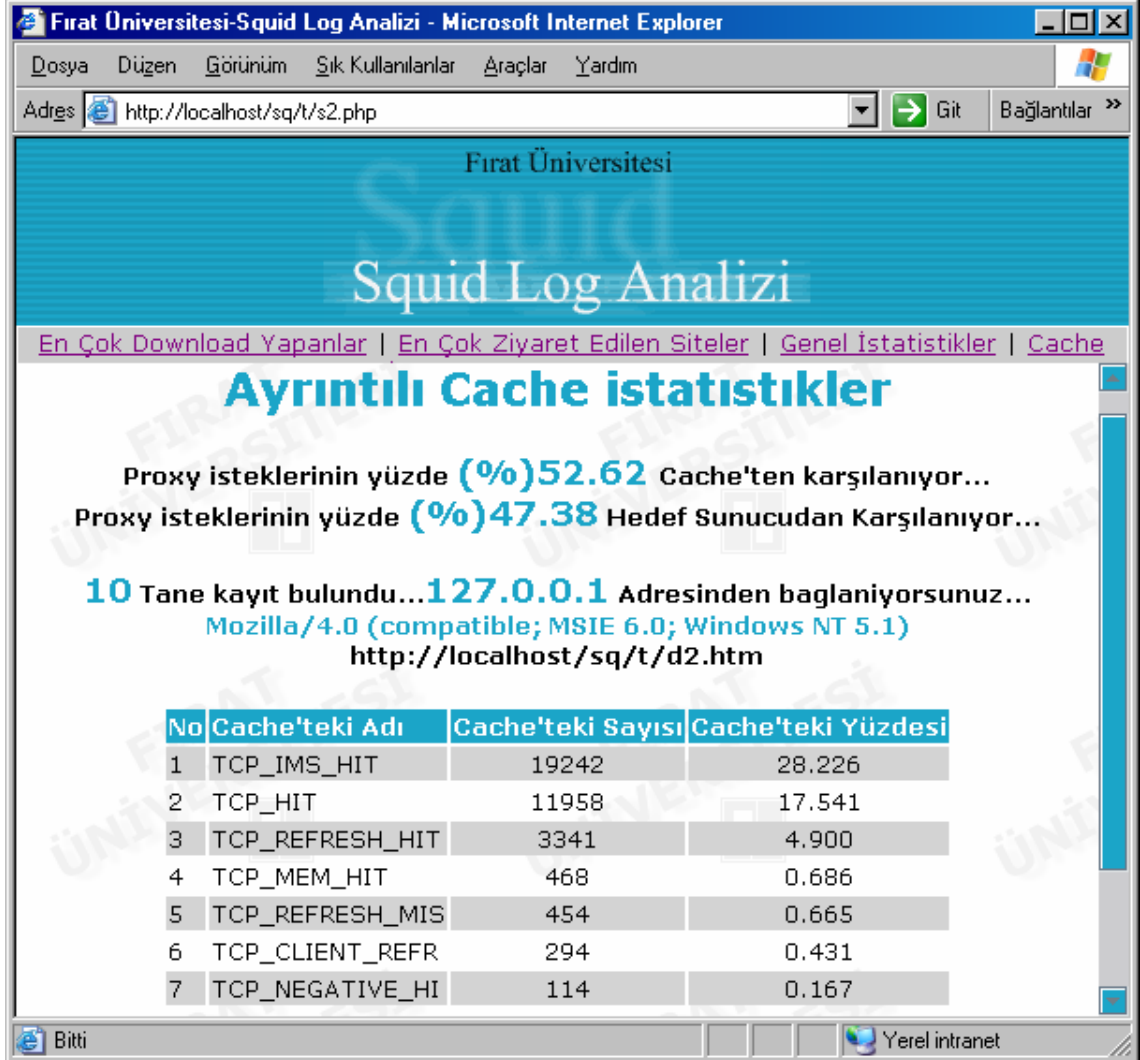 Fırat Üniversitesi-Squid Log Analizi - Microsoft Internet Explorer
Dosya Düzen Görünüm Sık Kullanılanlar Araçlar Yardım
Adres http://localhost/sq/t/s2.php Git Bağlantılar »
Fırat Üniversitesi
Squid
Squid Log Analizi
En Çok Download Yapanlar | En Çok Ziyaret Edilen Siteler | Genel İstatistikler | Cache
Ayrıntılı Cache istatıstıkler
Proxy isteklerinin yüzde (%)52.62 Cache'ten karşılanıyor...
Proxy isteklerinin yüzde (%)47.38 Hedef Sunucudan Karşılanıyor...
10 Tane kayıt bulundu...127.0.0.1 Adresinden baglaniyorsunuz...
Mozilla/4.0 (compatible; MSIE 6.0; Windows NT 5.1)
http://localhost/sq/t/d2.htm
No Cache'teki Adı Cache'teki Sayısı Cache'teki Yüzdesi
1 TCP_IMS_HIT 19242 28.226
2 TCP_HIT 11958 17.541
3 TCP_REFRESH_HIT 3341 4.900
4 TCP_MEM_HIT 468 0.686
5 TCP_REFRESH_MIS 454 0.665
6 TCP_CLIENT_REFR 294 0.431
7 TCP_NEGATIVE_HI 114 0.167
FIRAT ÜNİVERSİTESİ
Bitti Yerel intranet